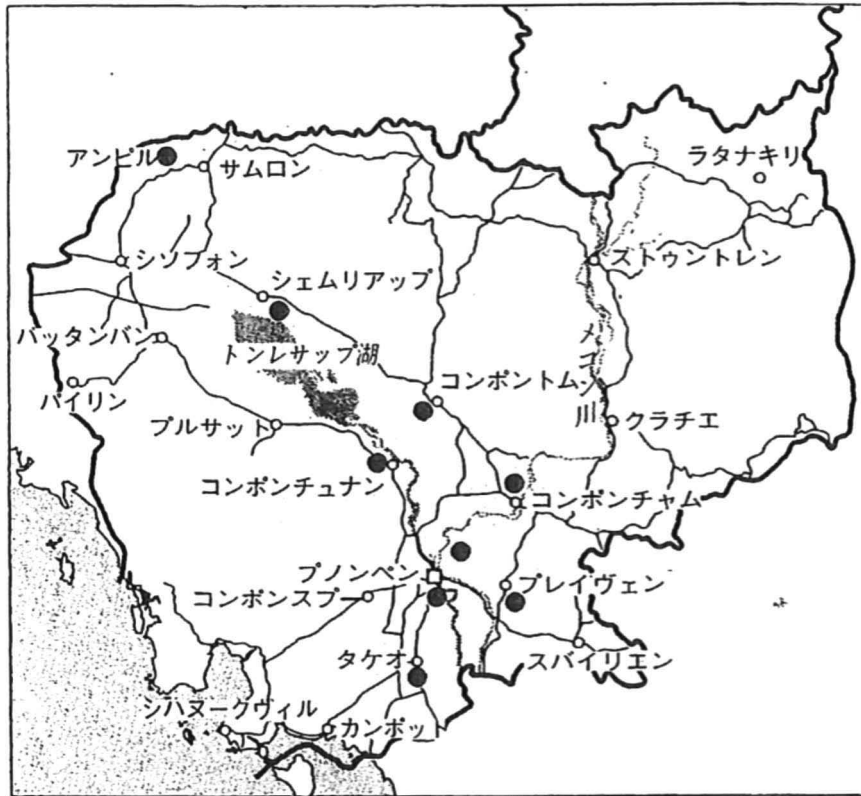 アンピル
サムロン
ラタナキリ
シソフォン
シェムリアップ
ストゥントレン
バッタンバン
トンレサップ湖
メコン川
パイリン
コンポントム
プルサット
クラチエ
コンポンチュナン
コンポンチャム
プノンペン
プレイヴェン
コンポンスプー
タケオ
スバイリエン
シハヌークヴィル
カンポット